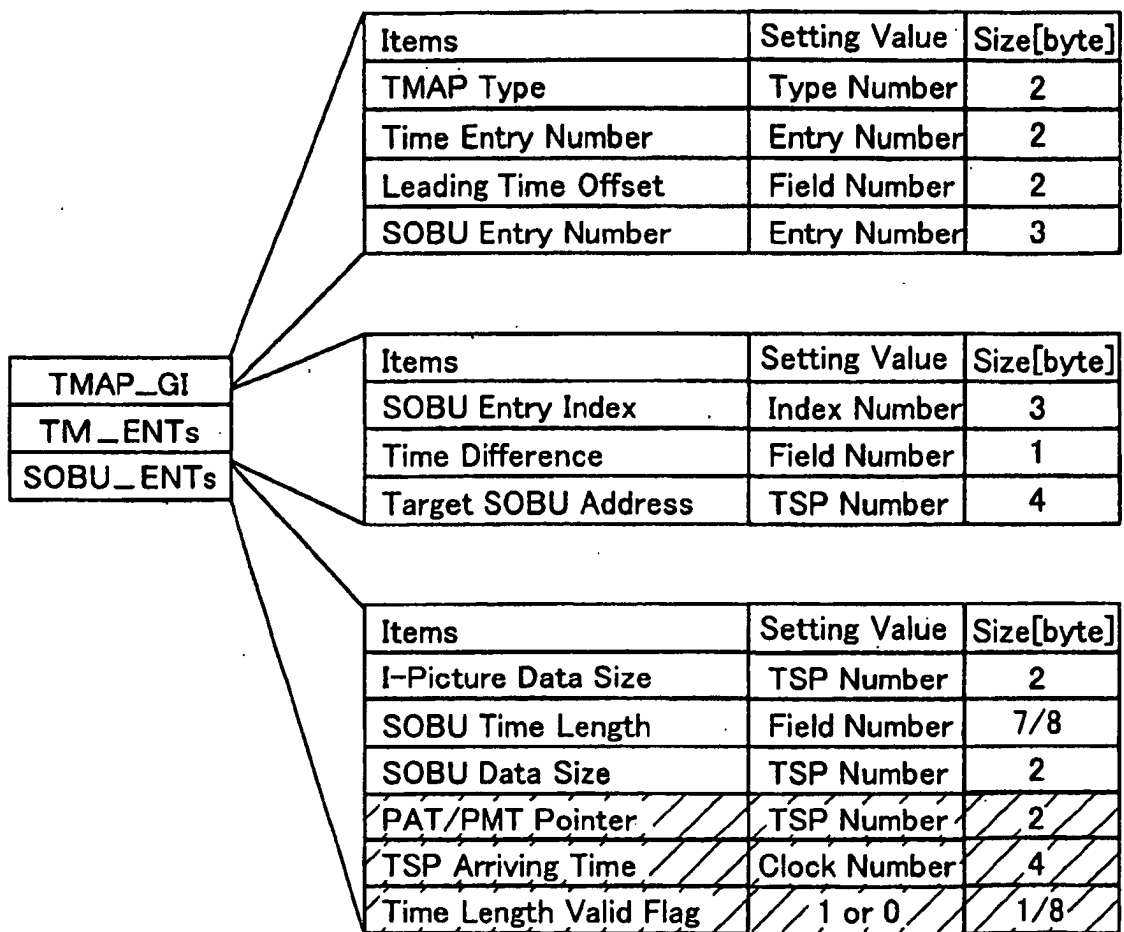 Items Setting Value Size[byte]
TMAP Type Type Number 2
Time Entry Number Entry Number 2
Leading Time Offset Field Number 2
SOBU Entry Number Entry Number 3
TMAP_GI
TM_ENTs
SOBU_ENTs
Items Setting Value Size[byte]
SOBU Entry Index Index Number 3
Time Difference Field Number 1
Target SOBU Address TSP Number 4
Items Setting Value Size[byte]
I-Picture Data Size TSP Number 2
SOBU Time Length Field Number 7/8
SOBU Data Size TSP Number 2
PAT/PMT Pointer TSP Number 2
TSP Arriving Time Clock Number 4
Time Length Valid Flag 1 or 0 1/8